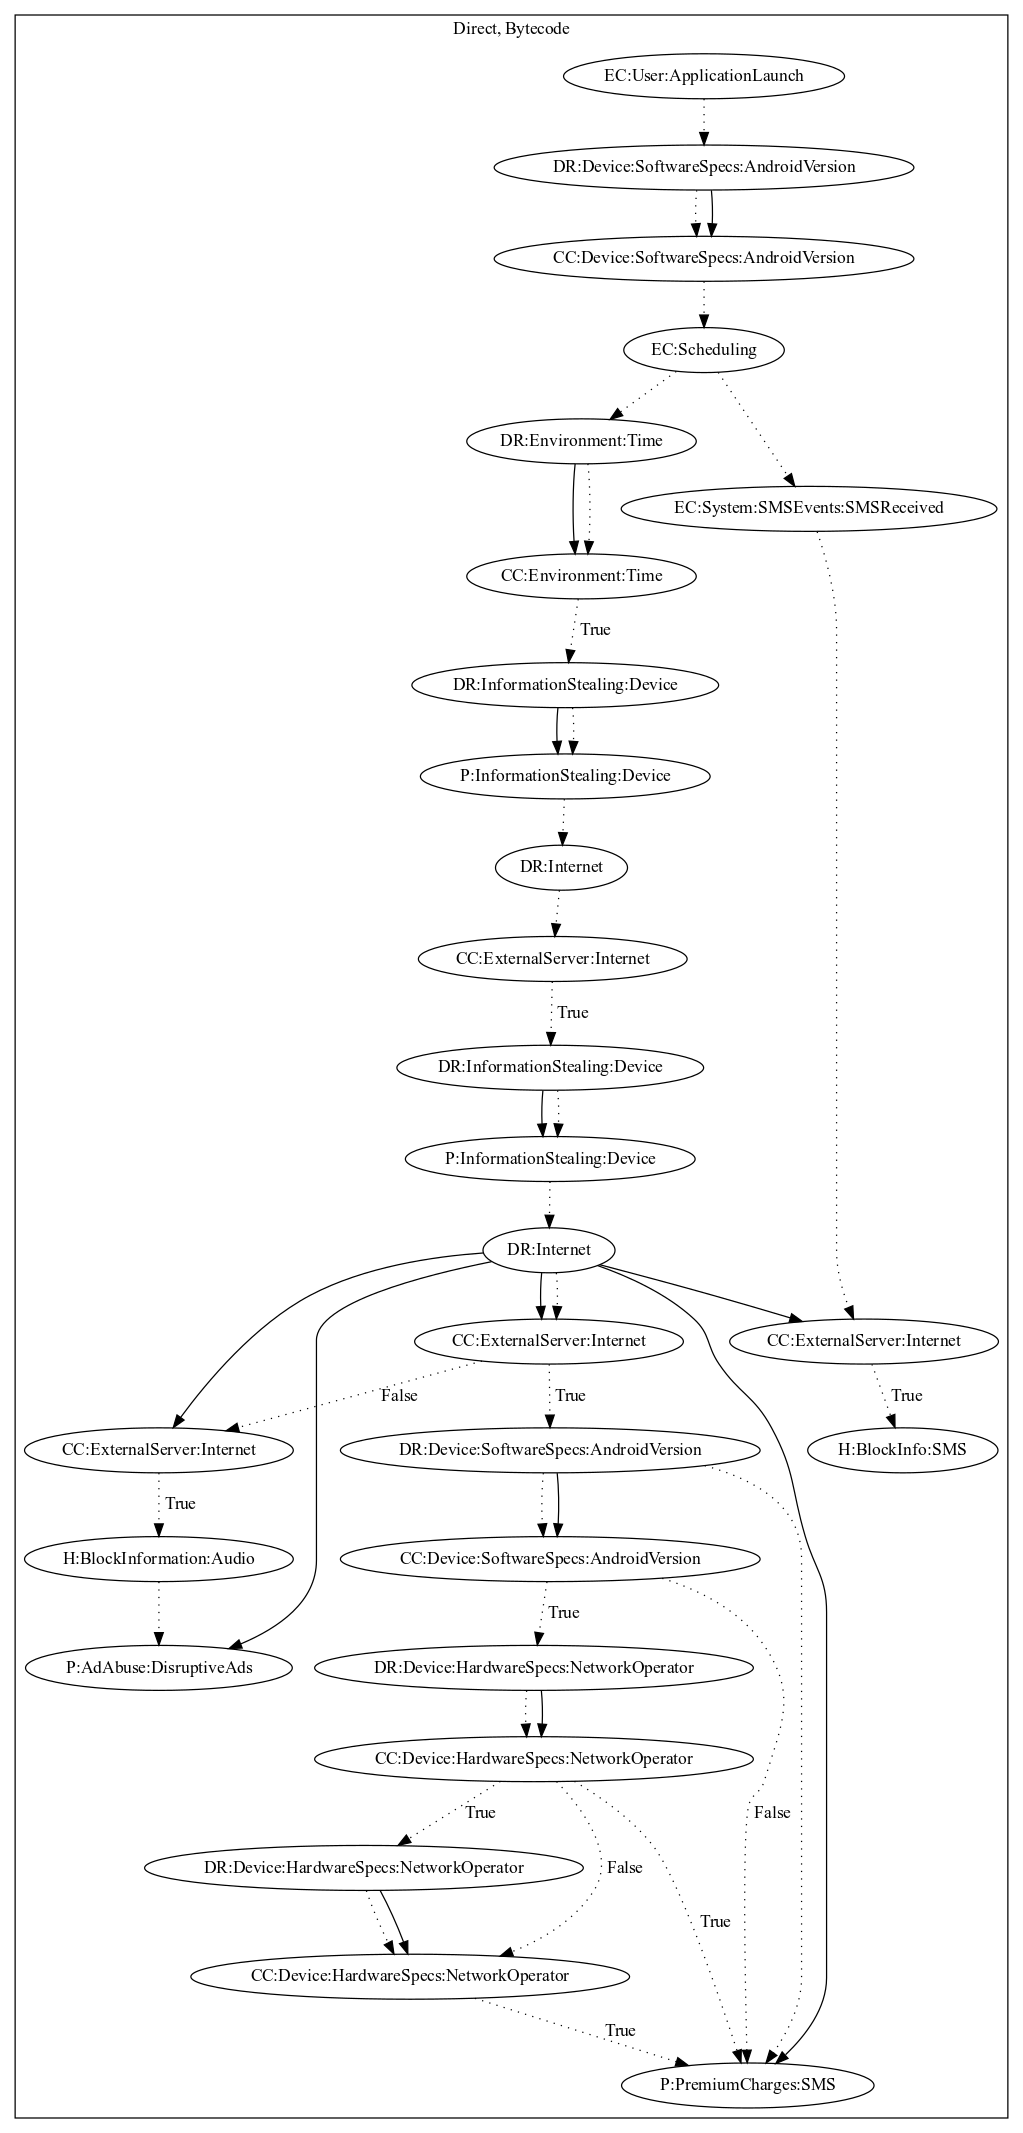 Direct, Bytecode
EC:User:ApplicationLaunch
DR:Device:SoftwareSpecs:AndroidVersion
CC:Device:SoftwareSpecs:AndroidVersion
EC:Scheduling
DR:Environment:Time
EC:System:SMSEvents:SMSReceived
CC:Environment:Time
True
DR:InformationStealing:Device
P:InformationStealing:Device
DR:Internet
CC:ExternalServer:Internet
True
DR:InformationStealing:Device
P:InformationStealing:Device
DR:Internet
CC:ExternalServer:Internet
CC:ExternalServer:Internet
False
True
True
CC:ExternalServer:Internet
DR:Device:SoftwareSpecs:AndroidVersion
H:BlockInfo:SMS
True
H:BlockInformation:Audio
CC:Device:SoftwareSpecs:AndroidVersion
True
P:AdAbuse:DisruptiveAds
DR:Device:HardwareSpecs:NetworkOperator
CC:Device:HardwareSpecs:NetworkOperator
True
False
DR:Device:HardwareSpecs:NetworkOperator
False
True
CC:Device:HardwareSpecs:NetworkOperator
True
P:PremiumCharges:SMS